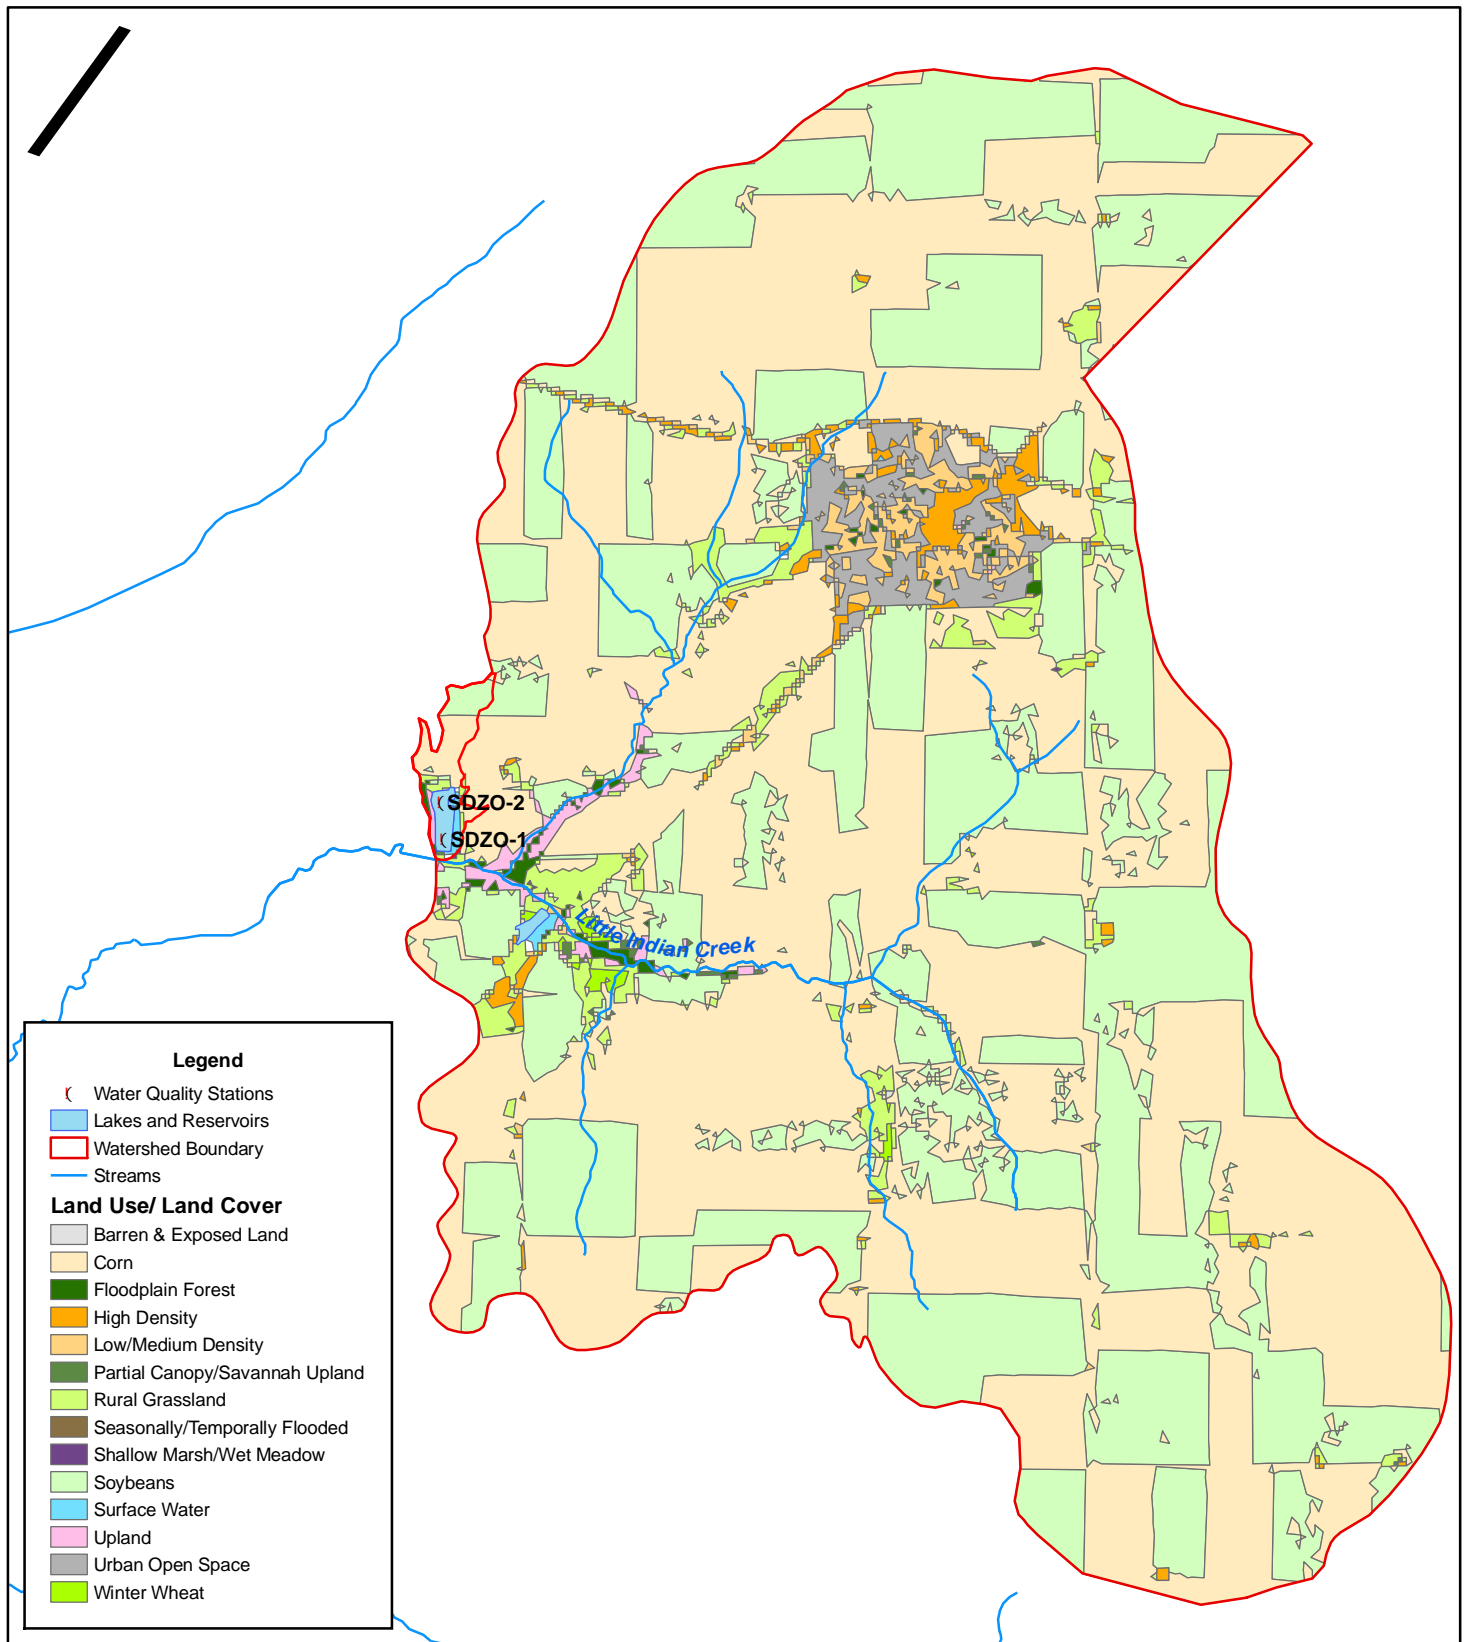 SDZO-2
SDZO-1
Little Indian Creek
Legend
Water Quality Stations
Lakes and Reservoirs
Watershed Boundary
Streams
Land Use/ Land Cover
Barren & Exposed Land
Corn
Floodplain Forest
High Density
Low/Medium Density
Partial Canopy/Savannah Upland
Rural Grassland
Seasonally/Temporally Flooded
Shallow Marsh/Wet Meadow
Soybeans
Surface Water
Upland
Urban Open Space
Winter Wheat